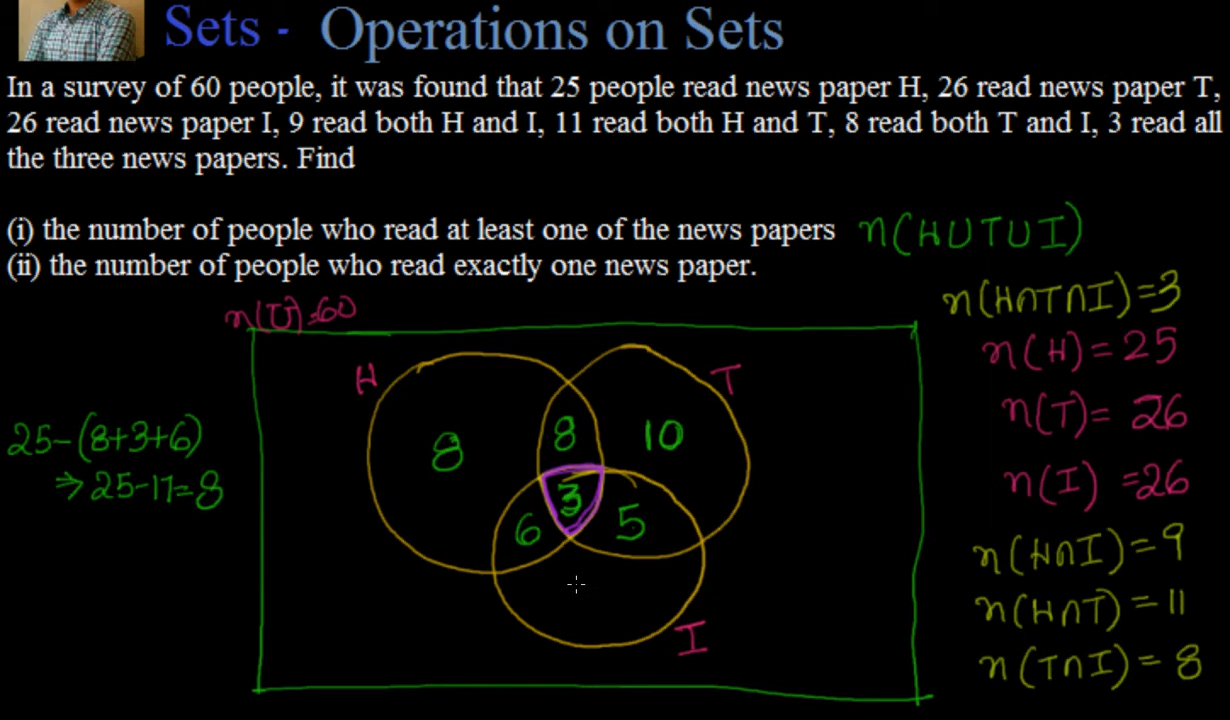 Sets - Operations on Sets
In a survey of 60 people, it was found that 25 people read news paper H, 26 read news paper T,
26 read news paper I, 9 read both H and I, 11 read both H and T, 8 read both T and I, 3 read all
the three news papers. Find
(i) the number of people who read at least one of the news papers n(H∪T∪I)
(ii) the number of people who read exactly one news paper.
n(H∩T∩I)=3
n(U)=60
n(H)=25
H
T
n(T)= 26
25-(8+3+6)
8
8
10
⇒25-17=8
n(I) =26
3
6
5
n(H∩I)=9
n(H∩T)=11
I
n(T∩I)=8